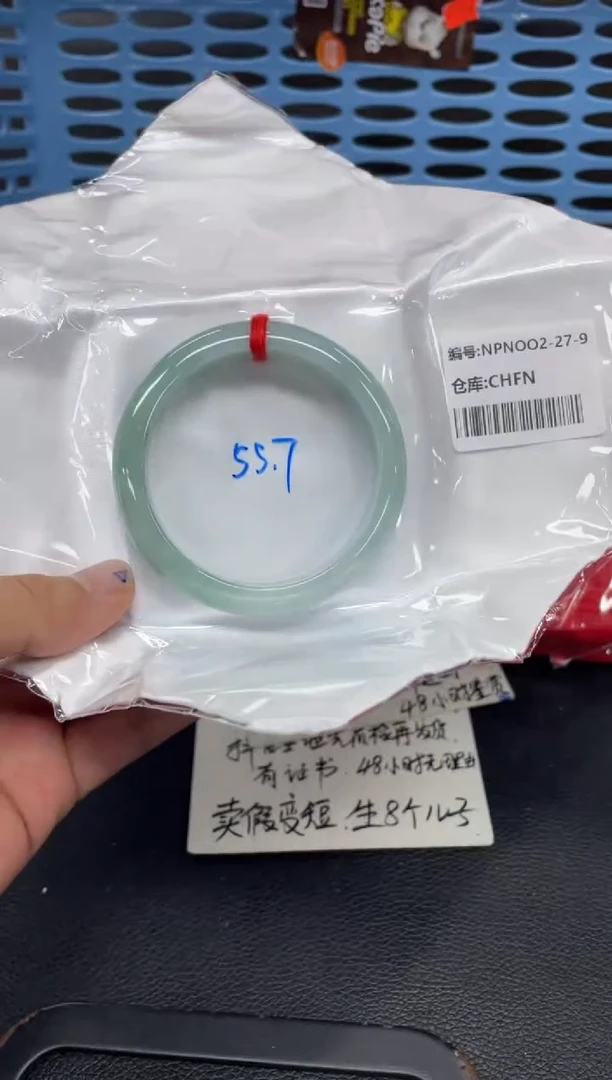 编号:NPNOO2-27-9
仓库:CHFN
55.7
48小时
有证书.48小时无理由
卖假变短.生8个儿子